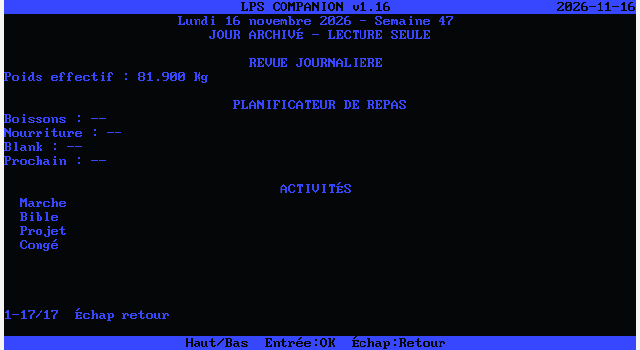 LPS COMPANION v1.16 2026-11-16
Lundi 16 novembre 2026 - Semaine 47
JOUR ARCHIVÉ - LECTURE SEULE
REVUE JOURNALIERE
Poids effectif : 81.900 Kg
PLANIFICATEUR DE REPAS
Boissons : --
Nourriture : --
Blank : --
Prochain : --
ACTIVITÉS
Marche
Bible
Projet
Congé
1-17/17 Échap retour
Haut/Bas Entrée:OK Échap:Retour